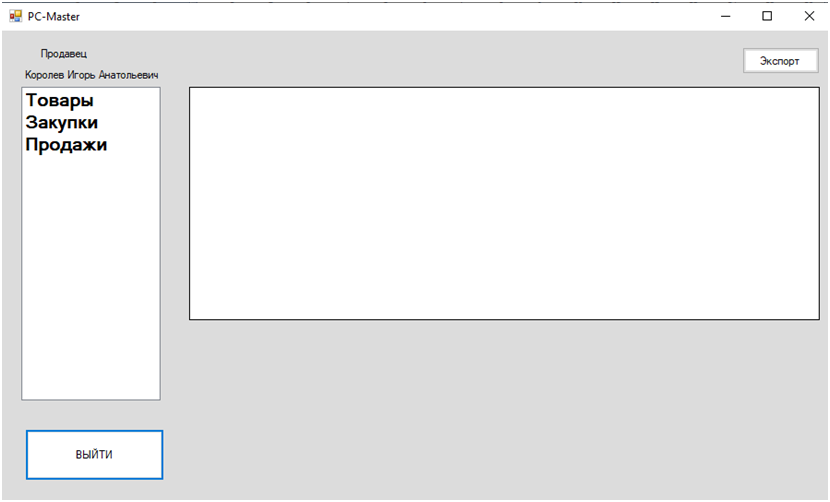 PC-Master
Продавец
Королев Игорь Анатольевич
Экспорт
Товары
Закупки
Продажи
ВЫЙТИ